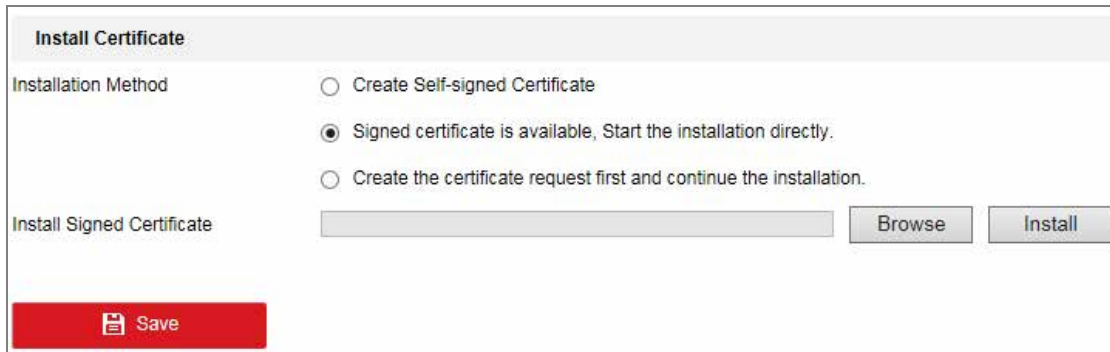 Install Certificate
Installation Method
Create Self-signed Certificate
Signed certificate is available, Start the installation directly.
Create the certificate request first and continue the installation.
Install Signed Certificate Browse Install
Save